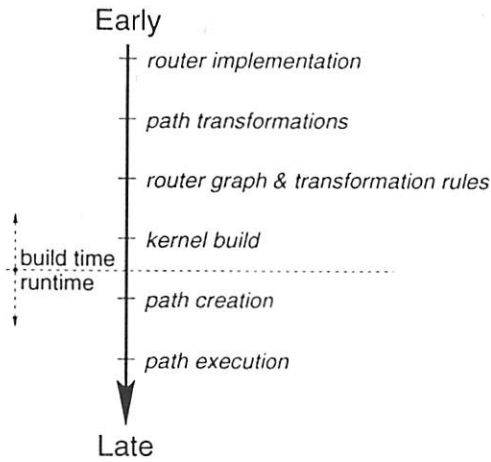 Early
router implementation
path transformations
router graph & transformation rules
kernel build
build time
runtime
path creation
path execution
Late